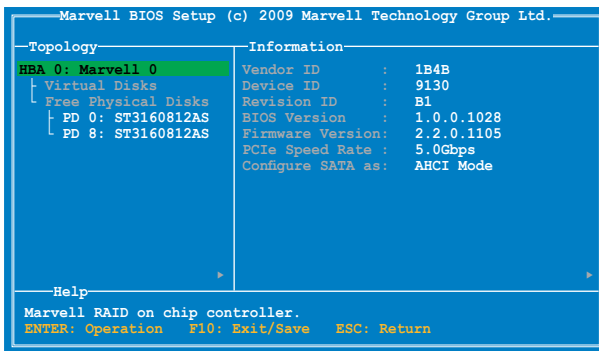 Marvell BIOS Setup (c) 2009 Marvell Technology Group Ltd.
Topology
HBA 0: Marvell 0
Virtual Disks
Free Physical Disks
PD 0: ST3160812AS
PD 8: ST3160812AS
Information
Vendor ID : 1B4B
Device ID : 9130
Revision ID : B1
BIOS Version : 1.0.0.1028
Firmware Version: 2.2.0.1105
PCIe Speed Rate : 5.0Gbps
Configure SATA as: AHCI Mode
Help
Marvell RAID on chip controller.
ENTER: Operation F10: Exit/Save ESC: Return